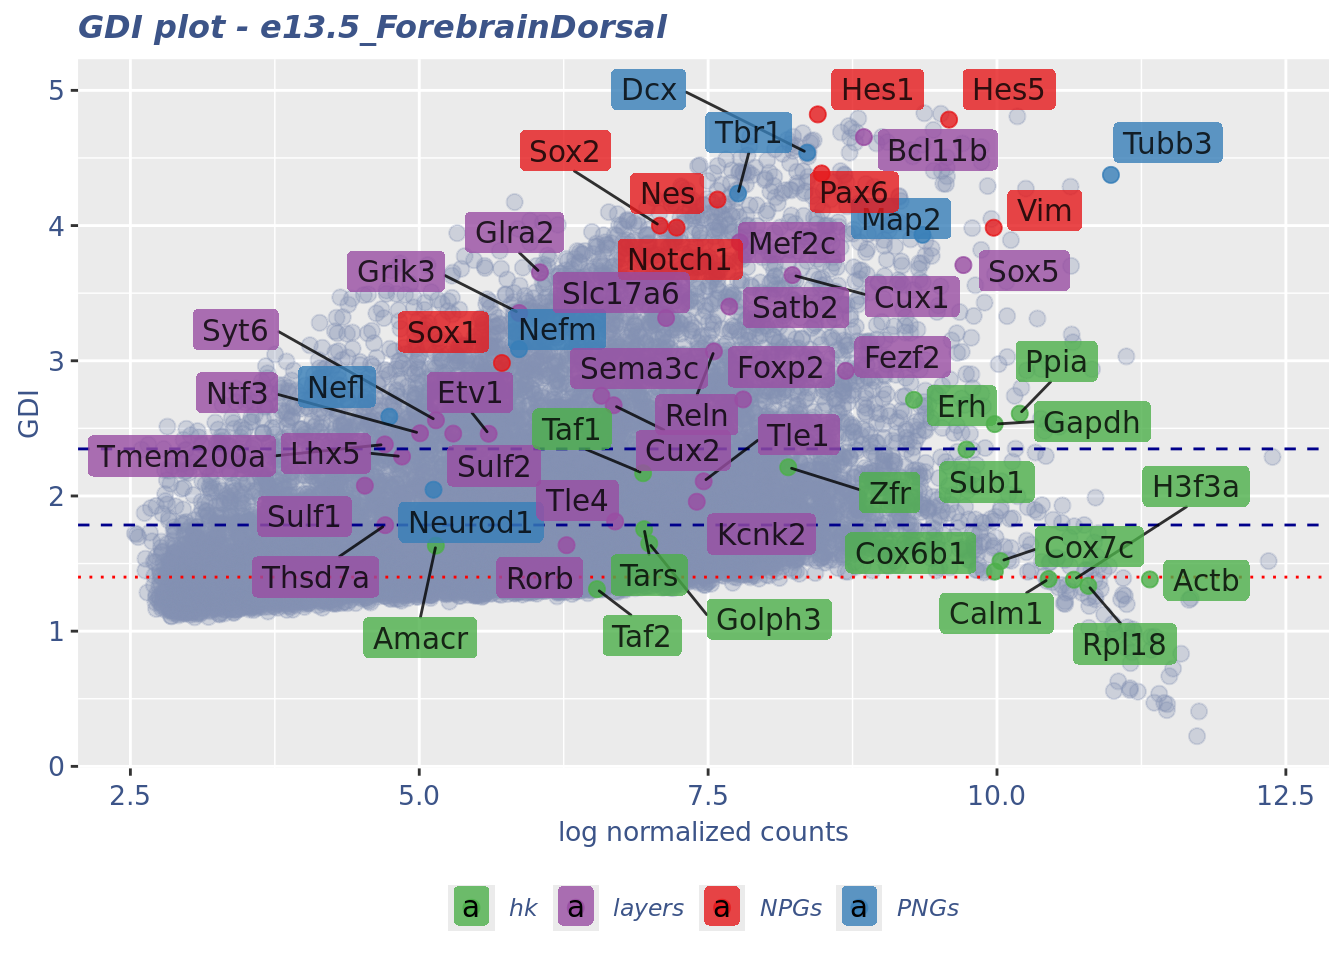 GDI plot - e13.5_ForebrainDorsal
GDI
5
4
3
2
1
0
Dcx
Hes1
Hes5
Tbr1
Tubb3
Sox2
Bcl11b
Nes
Pax6
Vim
Map2
Glra2
Mef2c
Notch1
Grik3
Sox5
Slc17a6
Cux1
Satb2
Syt6
Sox1
Nefm
Fezf2
Ppia
Sema3c
Foxp2
Ntf3
Nefl
Etv1
Erh
Reln
Gapdh
Taf1
Tle1
Cux2
Tmem200a
Lhx5
Sulf2
Sub1
Zfr
H3f3a
Tle4
Sulf1
Neurod1
Kcnk2
Cox6b1
Cox7c
Thsd7a
Rorb
Tars
Actb
Golph3
Calm1
Amacr
Taf2
Rpl18
2.5 5.0 7.5 10.0 12.5
log normalized counts
a hk a layers a NPGs a PNGs